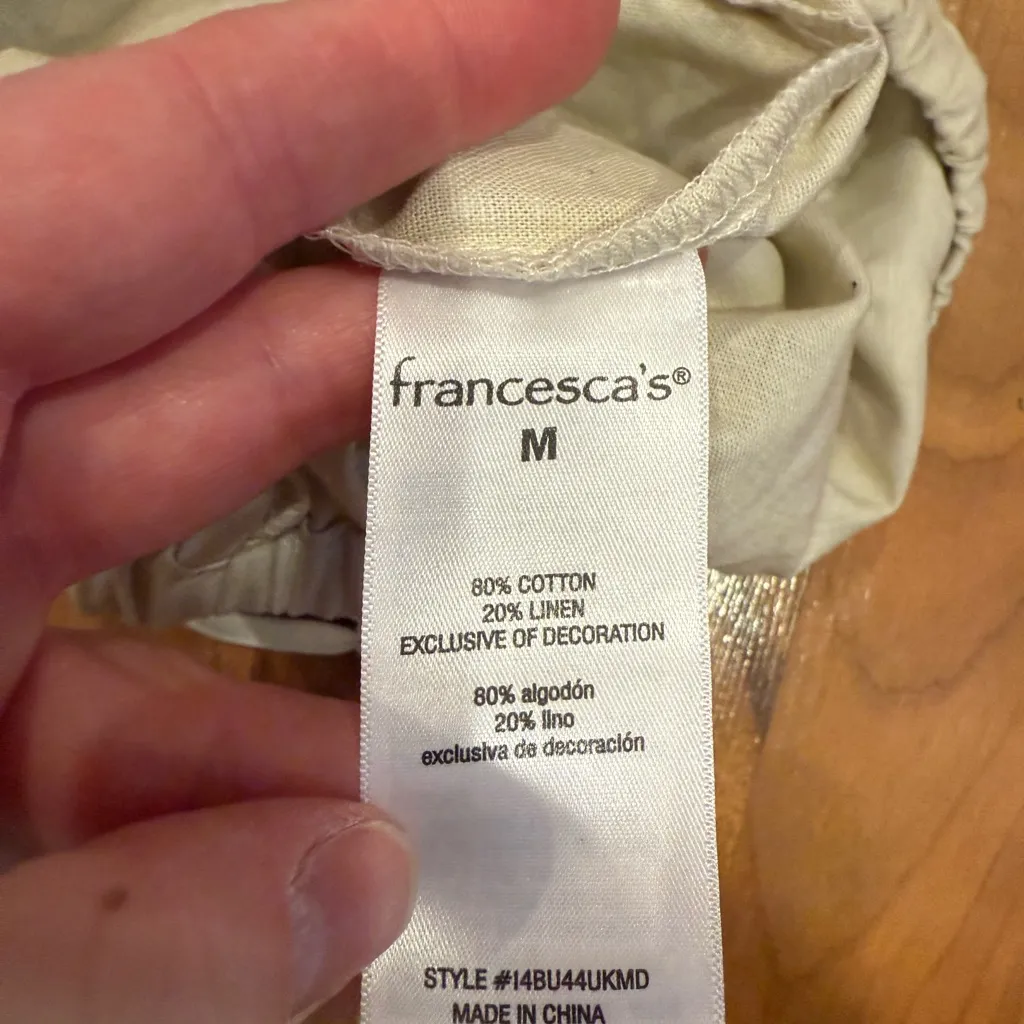 francesca's®
M
80% COTTON
20% LINEN
EXCLUSIVE OF DECORATION
80% algodón
20% lino
exclusiva de decoración
STYLE #14BU44UKMD
MADE IN CHINA